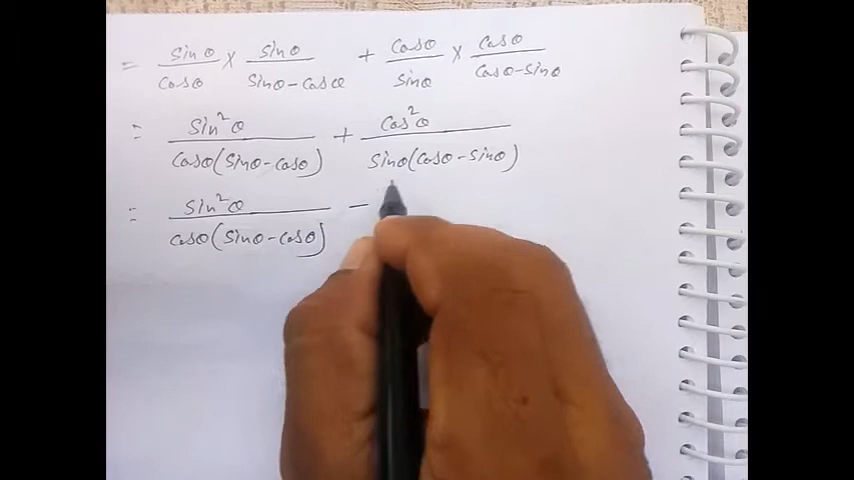 = sinθ/cosθ × sinθ/sinθ-cosθ + cosθ/sinθ × cosθ/cosθ-sinθ
= sin²θ/cosθ(sinθ-cosθ) + cos²θ/sinθ(cosθ-sinθ)
= sin²θ/cosθ(sinθ-cosθ) -